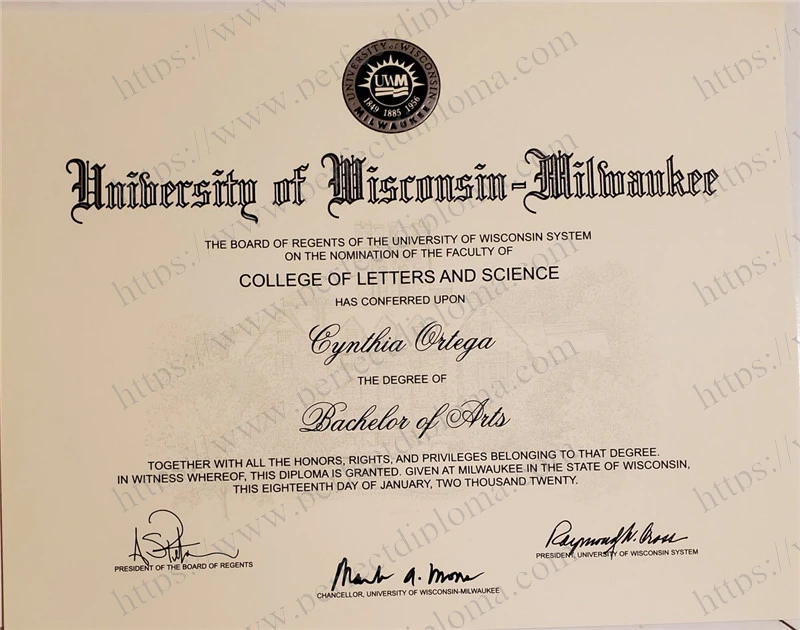 UNIVERSITY of WISCONSIN
UWM
1849 1885 1956
MILWAUKEE
University of Wisconsin-Milwaukee
THE BOARD OF REGENTS OF THE UNIVERSITY OF WISCONSIN SYSTEM
ON THE NOMINATION OF THE FACULTY OF
COLLEGE OF LETTERS AND SCIENCE
HAS CONFERRED UPON
Cynthia Ortega
THE DEGREE OF
Bachelor of Arts
TOGETHER WITH ALL THE HONORS, RIGHTS, AND PRIVILEGES BELONGING TO THAT DEGREE.
IN WITNESS WHEREOF, THIS DIPLOMA IS GRANTED. GIVEN AT MILWAUKEE IN THE STATE OF WISCONSIN,
THIS EIGHTEENTH DAY OF JANUARY, TWO THOUSAND TWENTY.
PRESIDENT OF THE BOARD OF REGENTS
Mark A. Mone
CHANCELLOR, UNIVERSITY OF WISCONSIN-MILWAUKEE
Raymond W. Cross
PRESIDENT, UNIVERSITY OF WISCONSIN SYSTEM
https://www.perfectdiploma.com